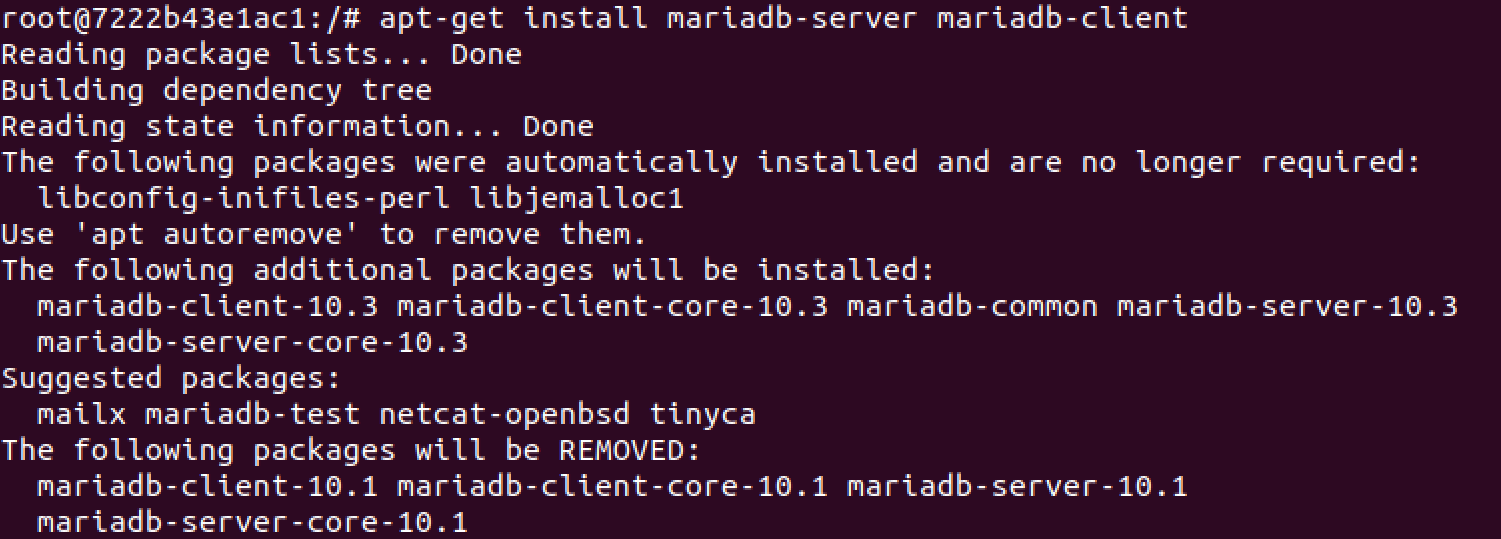 root@7222b43e1ac1:/# apt-get install mariadb-server mariadb-client
Reading package lists... Done
Building dependency tree
Reading state information... Done
The following packages were automatically installed and are no longer required:
  libconfig-inifiles-perl libjemalloc1
Use 'apt autoremove' to remove them.
The following additional packages will be installed:
  mariadb-client-10.3 mariadb-client-core-10.3 mariadb-common mariadb-server-10.3
  mariadb-server-core-10.3
Suggested packages:
  mailx mariadb-test netcat-openbsd tinyca
The following packages will be REMOVED:
  mariadb-client-10.1 mariadb-client-core-10.1 mariadb-server-10.1
  mariadb-server-core-10.1